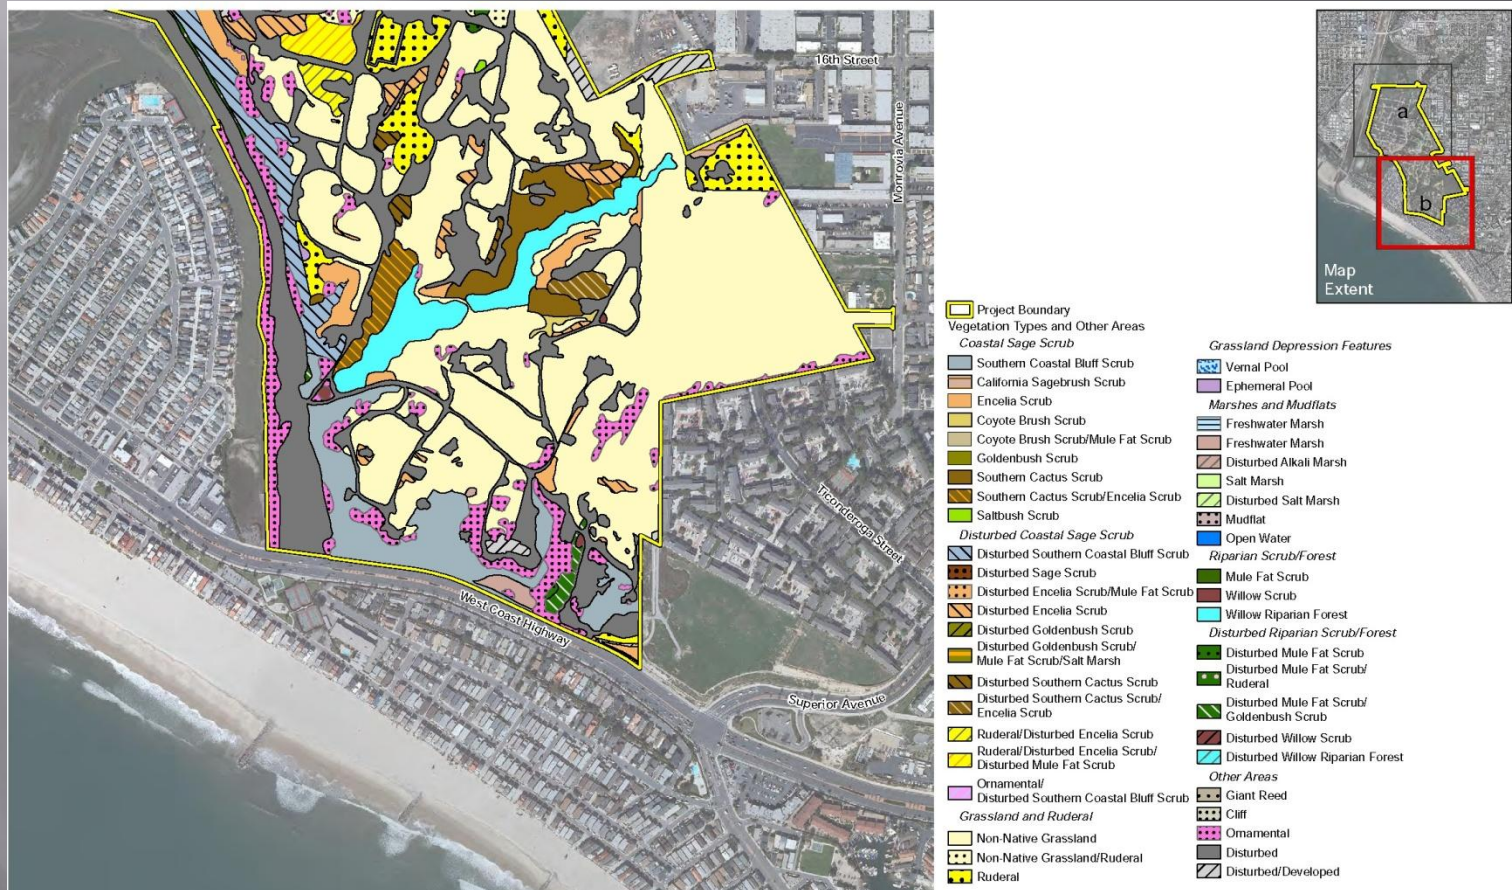 16th Street
Monrovia Avenue
Ticonderoga Street
West Coast Highway
Superior Avenue
a
b
Map
Extent
Project Boundary
Vegetation Types and Other Areas
Coastal Sage Scrub
Southern Coastal Bluff Scrub
California Sagebrush Scrub
Encelia Scrub
Coyote Brush Scrub
Coyote Brush Scrub/Mule Fat Scrub
Goldenbush Scrub
Southern Cactus Scrub
Southern Cactus Scrub/Encelia Scrub
Saltbush Scrub
Disturbed Coastal Sage Scrub
Disturbed Southern Coastal Bluff Scrub
Disturbed Sage Scrub
Disturbed Encelia Scrub/Mule Fat Scrub
Disturbed Encelia Scrub
Disturbed Goldenbush Scrub
Disturbed Goldenbush Scrub/
Mule Fat Scrub/Salt Marsh
Disturbed Southern Cactus Scrub
Disturbed Southern Cactus Scrub/
Encelia Scrub
Ruderal/Disturbed Encelia Scrub
Ruderal/Disturbed Encelia Scrub/
Disturbed Mule Fat Scrub
Ornamental/
Disturbed Southern Coastal Bluff Scrub
Grassland and Ruderal
Non-Native Grassland
Non-Native Grassland/Ruderal
Ruderal
Grassland Depression Features
Vernal Pool
Ephemeral Pool
Marshes and Mudflats
Freshwater Marsh
Freshwater Marsh
Disturbed Alkali Marsh
Salt Marsh
Disturbed Salt Marsh
Mudflat
Open Water
Riparian Scrub/Forest
Mule Fat Scrub
Willow Scrub
Willow Riparian Forest
Disturbed Riparian Scrub/Forest
Disturbed Mule Fat Scrub
Disturbed Mule Fat Scrub/
Ruderal
Disturbed Mule Fat Scrub/
Goldenbush Scrub
Disturbed Willow Scrub
Disturbed Willow Riparian Forest
Other Areas
Giant Reed
Cliff
Ornamental
Disturbed
Disturbed/Developed